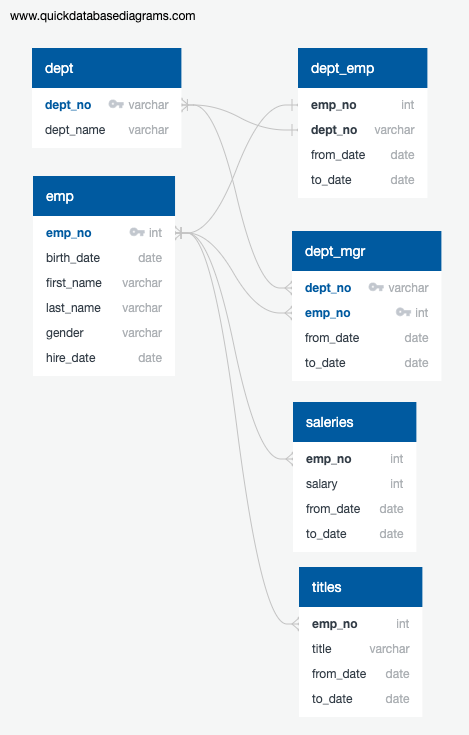 www.quickdatabasediagrams.com
dept
dept_no varchar
dept_name varchar
emp
emp_no int
birth_date date
first_name varchar
last_name varchar
gender varchar
hire_date date
dept_emp
emp_no int
dept_no varchar
from_date date
to_date date
dept_mgr
dept_no varchar
emp_no int
from_date date
to_date date
saleries
emp_no int
salary int
from_date date
to_date date
titles
emp_no int
title varchar
from_date date
to_date date